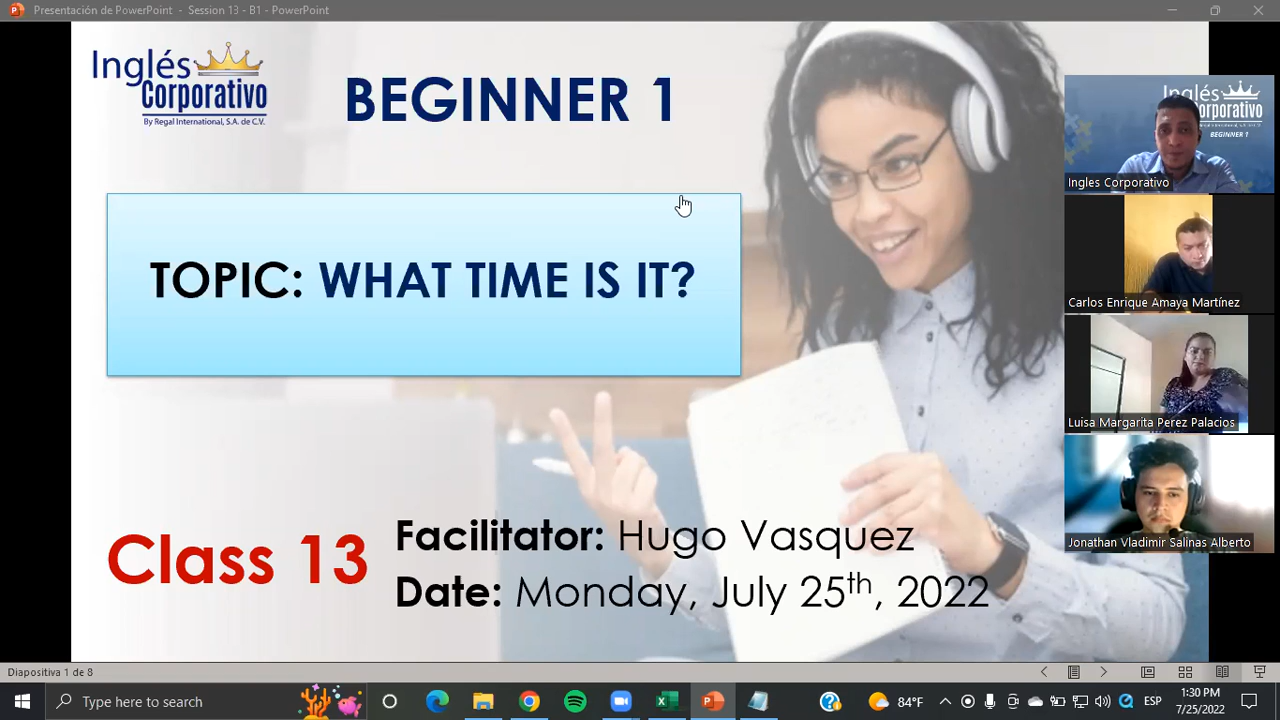 Presentación de PowerPoint - Session 13 - B1 - PowerPoint
Inglés
Corporativo
By Regal International, S.A. de C.V.
BEGINNER 1
TOPIC: WHAT TIME IS IT?
Class 13
Facilitator: Hugo Vasquez
Date: Monday, July 25th, 2022
Inglés
Corporativo
BEGINNER 1
Ingles Corporativo
Carlos Enrique Amaya Martínez
Luisa Margarita Perez Palacios
Jonathan Vladimir Salinas Alberto
Diapositiva 1 de 8
Type here to search
84°F
ESP
1:30 PM
7/25/2022